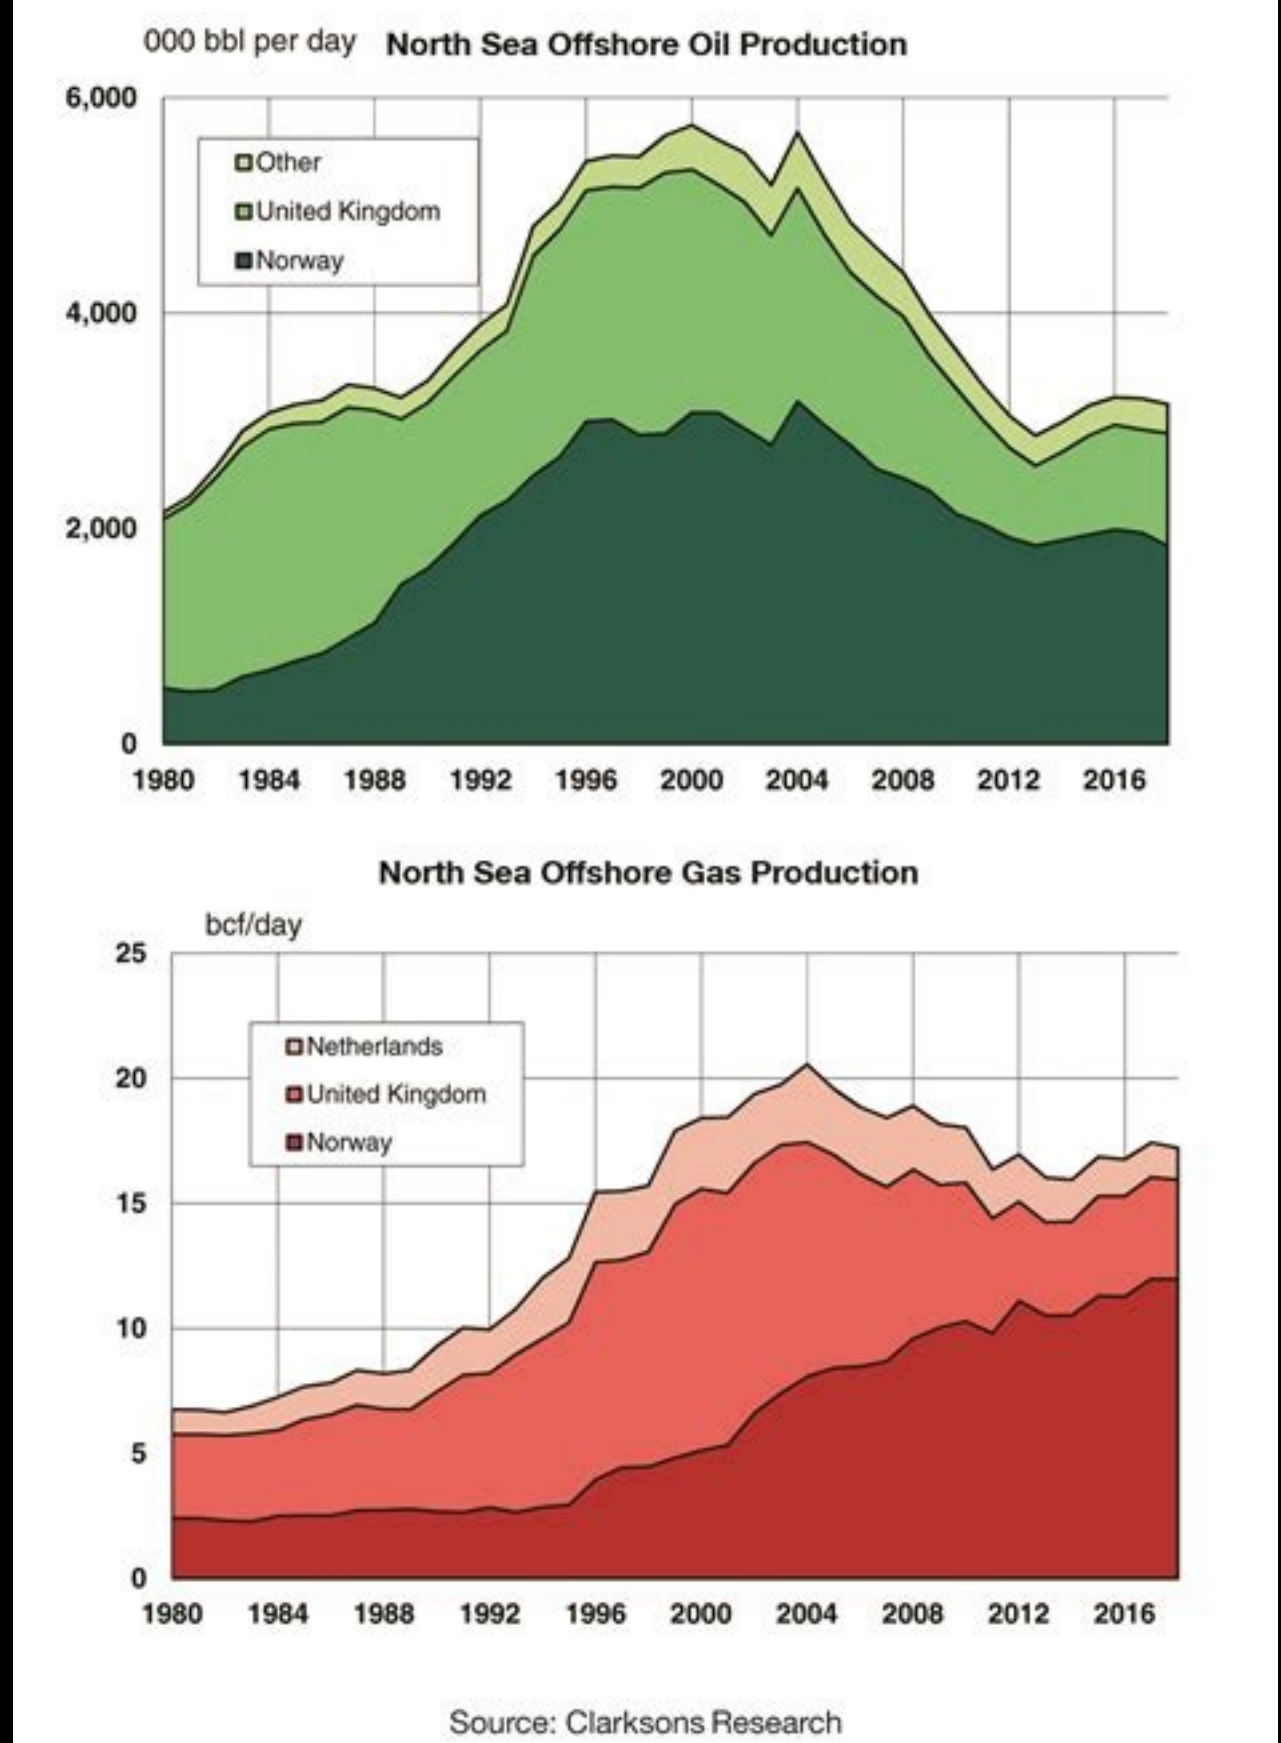 000 bbl per day North Sea Offshore Oil Production
6,000
Other
United Kingdom
Norway
4,000
2,000
0
1980 1984 1988 1992 1996 2000 2004 2008 2012 2016
North Sea Offshore Gas Production
bcf/day
25
Netherlands
20
United Kingdom
Norway
15
10
5
0
1980 1984 1988 1992 1996 2000 2004 2008 2012 2016
Source: Clarksons Research